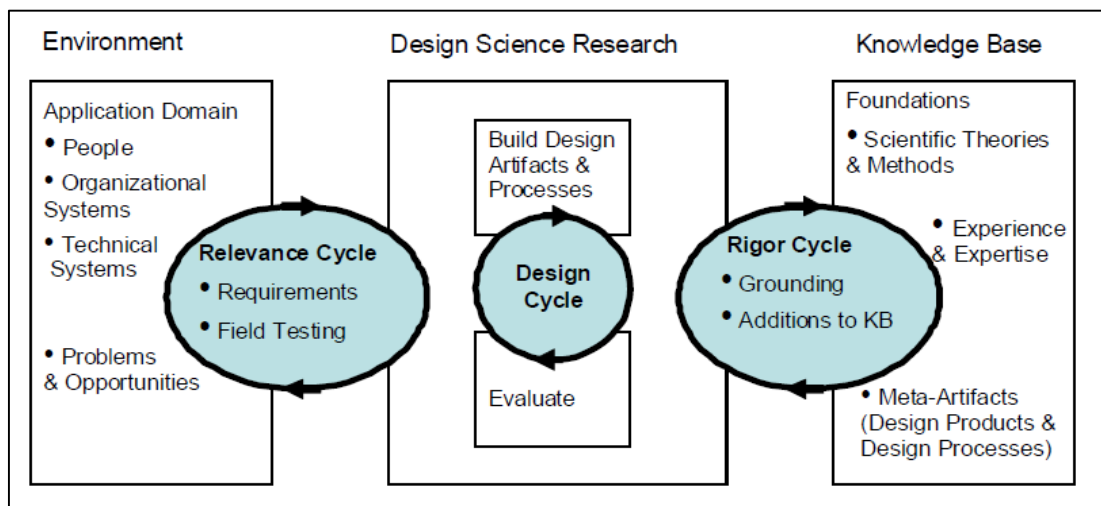 Environment
Design Science Research
Knowledge Base
Application Domain
• People
• Organizational
Systems
• Technical
Systems
• Problems
& Opportunities
Relevance Cycle
• Requirements
• Field Testing
Build Design
Artifacts &
Processes
Design
Cycle
Evaluate
Rigor Cycle
• Grounding
• Additions to KB
Foundations
• Scientific Theories
& Methods
• Experience
& Expertise
• Meta-Artifacts
(Design Products &
Design Processes)